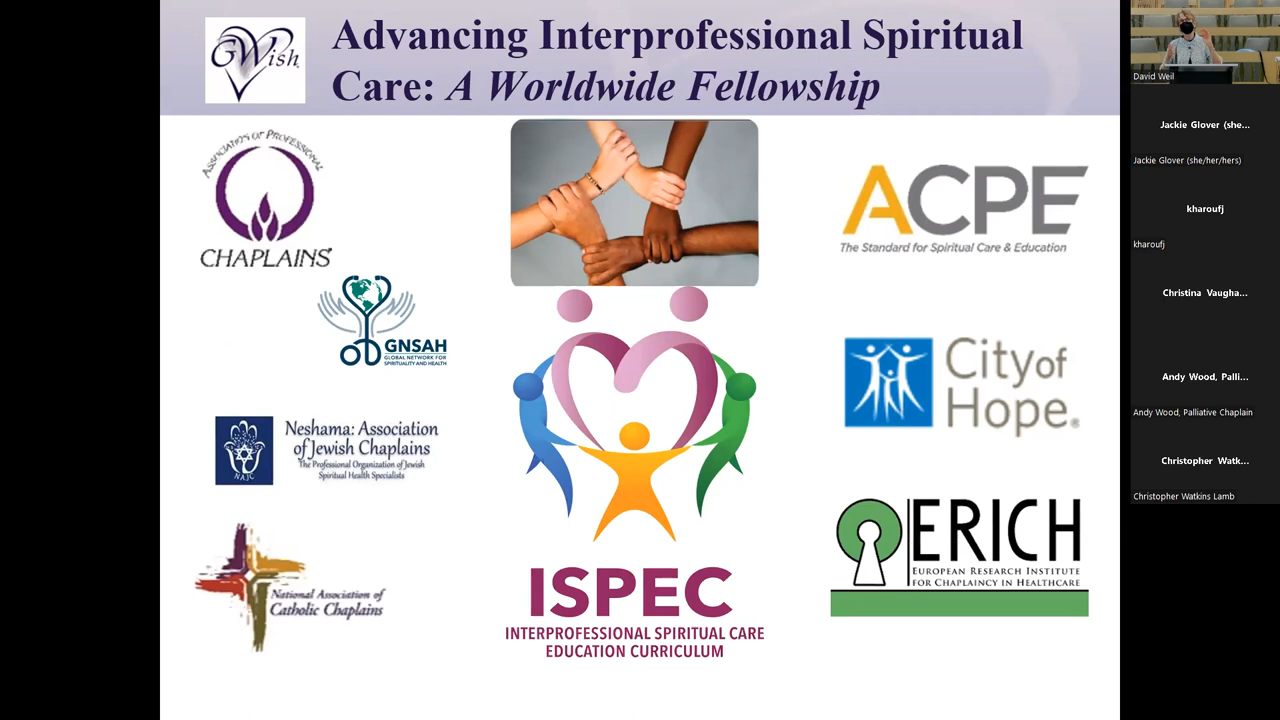 GWish
Advancing Interprofessional Spiritual
Care: A Worldwide Fellowship
ASSOCIATION OF PROFESSIONAL
CHAPLAINS
GNSAH
GLOBAL NETWORK FOR
SPIRITUALITY AND HEALTH
NAJC
Neshama: Association
of Jewish Chaplains
The Professional Organization of Jewish
Spiritual Health Specialists
National Association of
Catholic Chaplains
ISPEC
INTERPROFESSIONAL SPIRITUAL CARE
EDUCATION CURRICULUM
ACPE
The Standard for Spiritual Care & Education
City of
Hope®
ERICH
EUROPEAN RESEARCH INSTITUTE
FOR CHAPLAINCY IN HEALTHCARE
David Weil
Jackie Glover (she...
Jackie Glover (she/her/hers)
kharoufj
kharoufj
Christina Vaugha...
Andy Wood, Palli...
Andy Wood, Palliative Chaplain
Christopher Watk...
Christopher Watkins Lamb